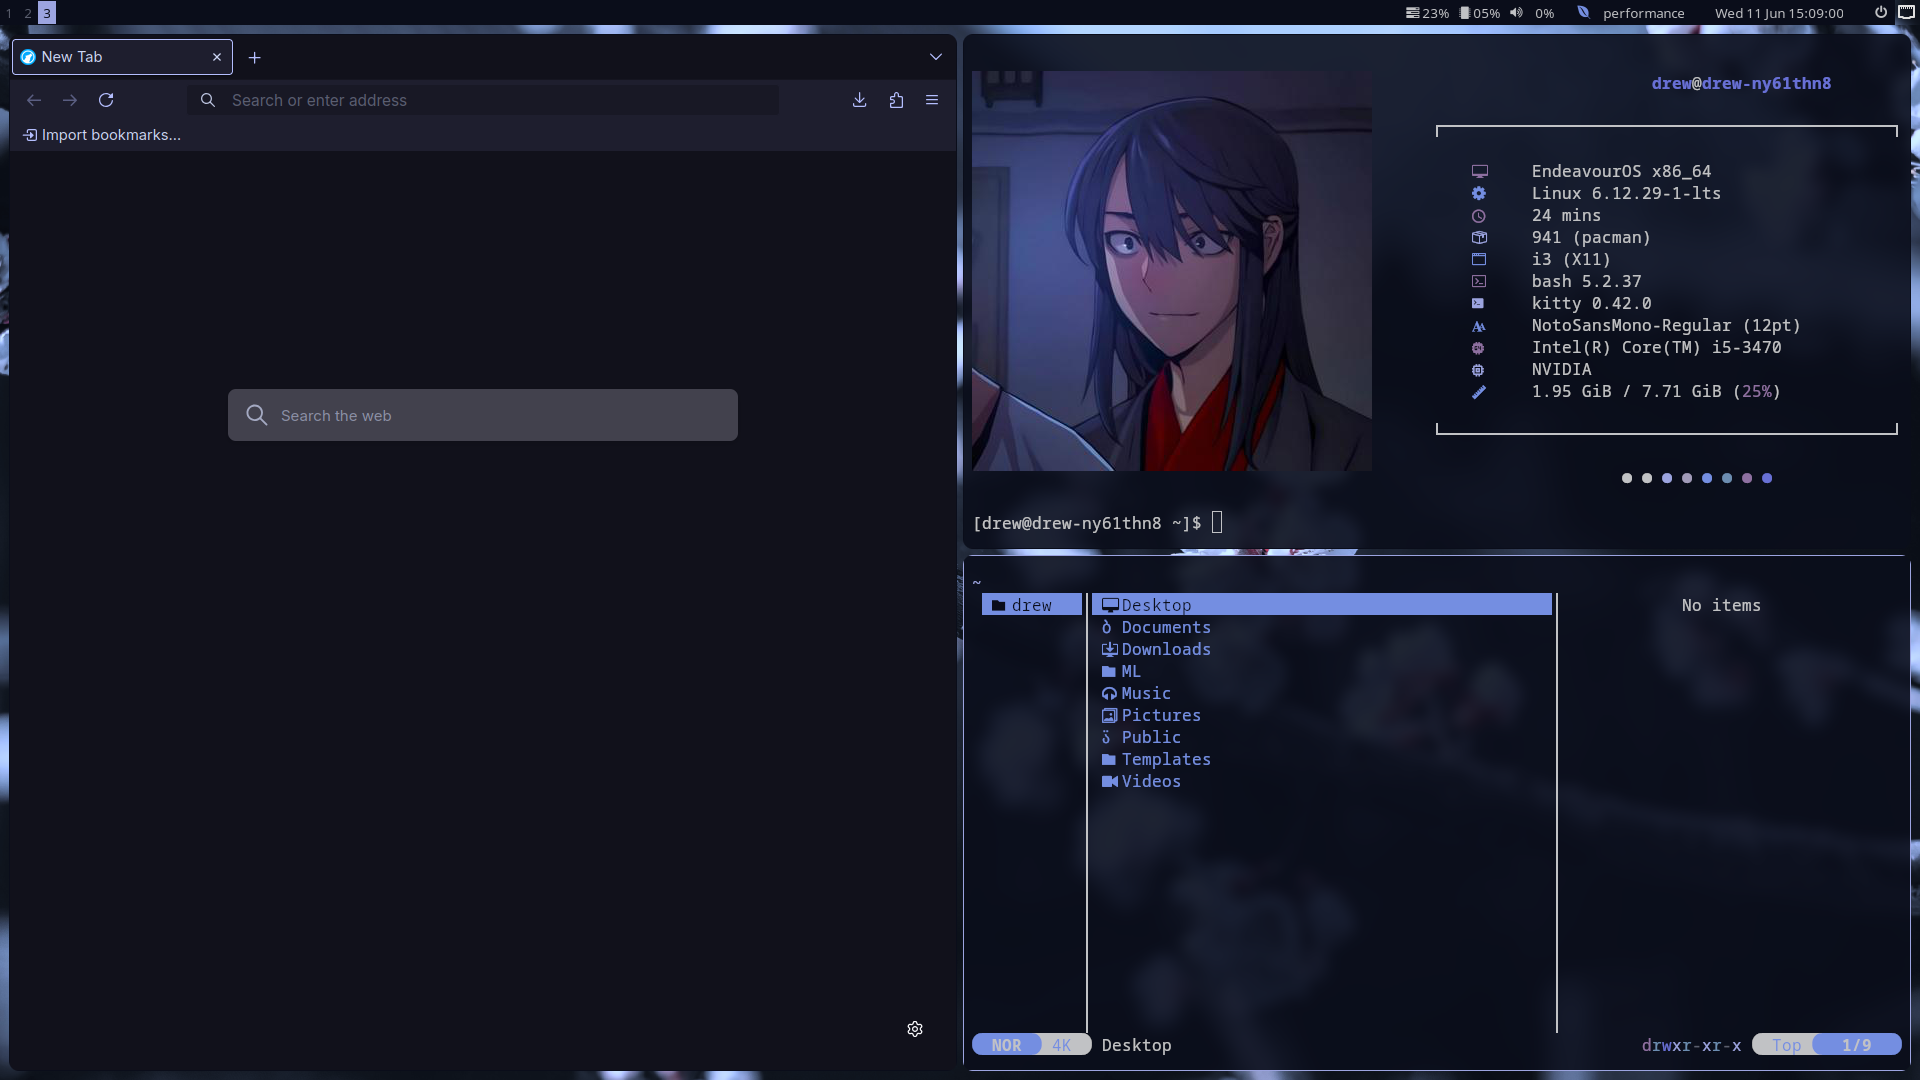 1 2 3
23% 05% 0% performance Wed 11 Jun 15:09:00
New Tab
Search or enter address
Import bookmarks...
Search the web
drew@drew-ny61thn8
EndeavourOS x86_64
Linux 6.12.29-1-lts
24 mins
941 (pacman)
i3 (X11)
bash 5.2.37
kitty 0.42.0
NotoSansMono-Regular (12pt)
Intel(R) Core(TM) i5-3470
NVIDIA
1.95 GiB / 7.71 GiB (25%)
[drew@drew-ny61thn8 ~]$
~
drew
Desktop
Documents
Downloads
ML
Music
Pictures
Public
Templates
Videos
No items
NOR 4K Desktop
drwxr-xr-x Top 1/9